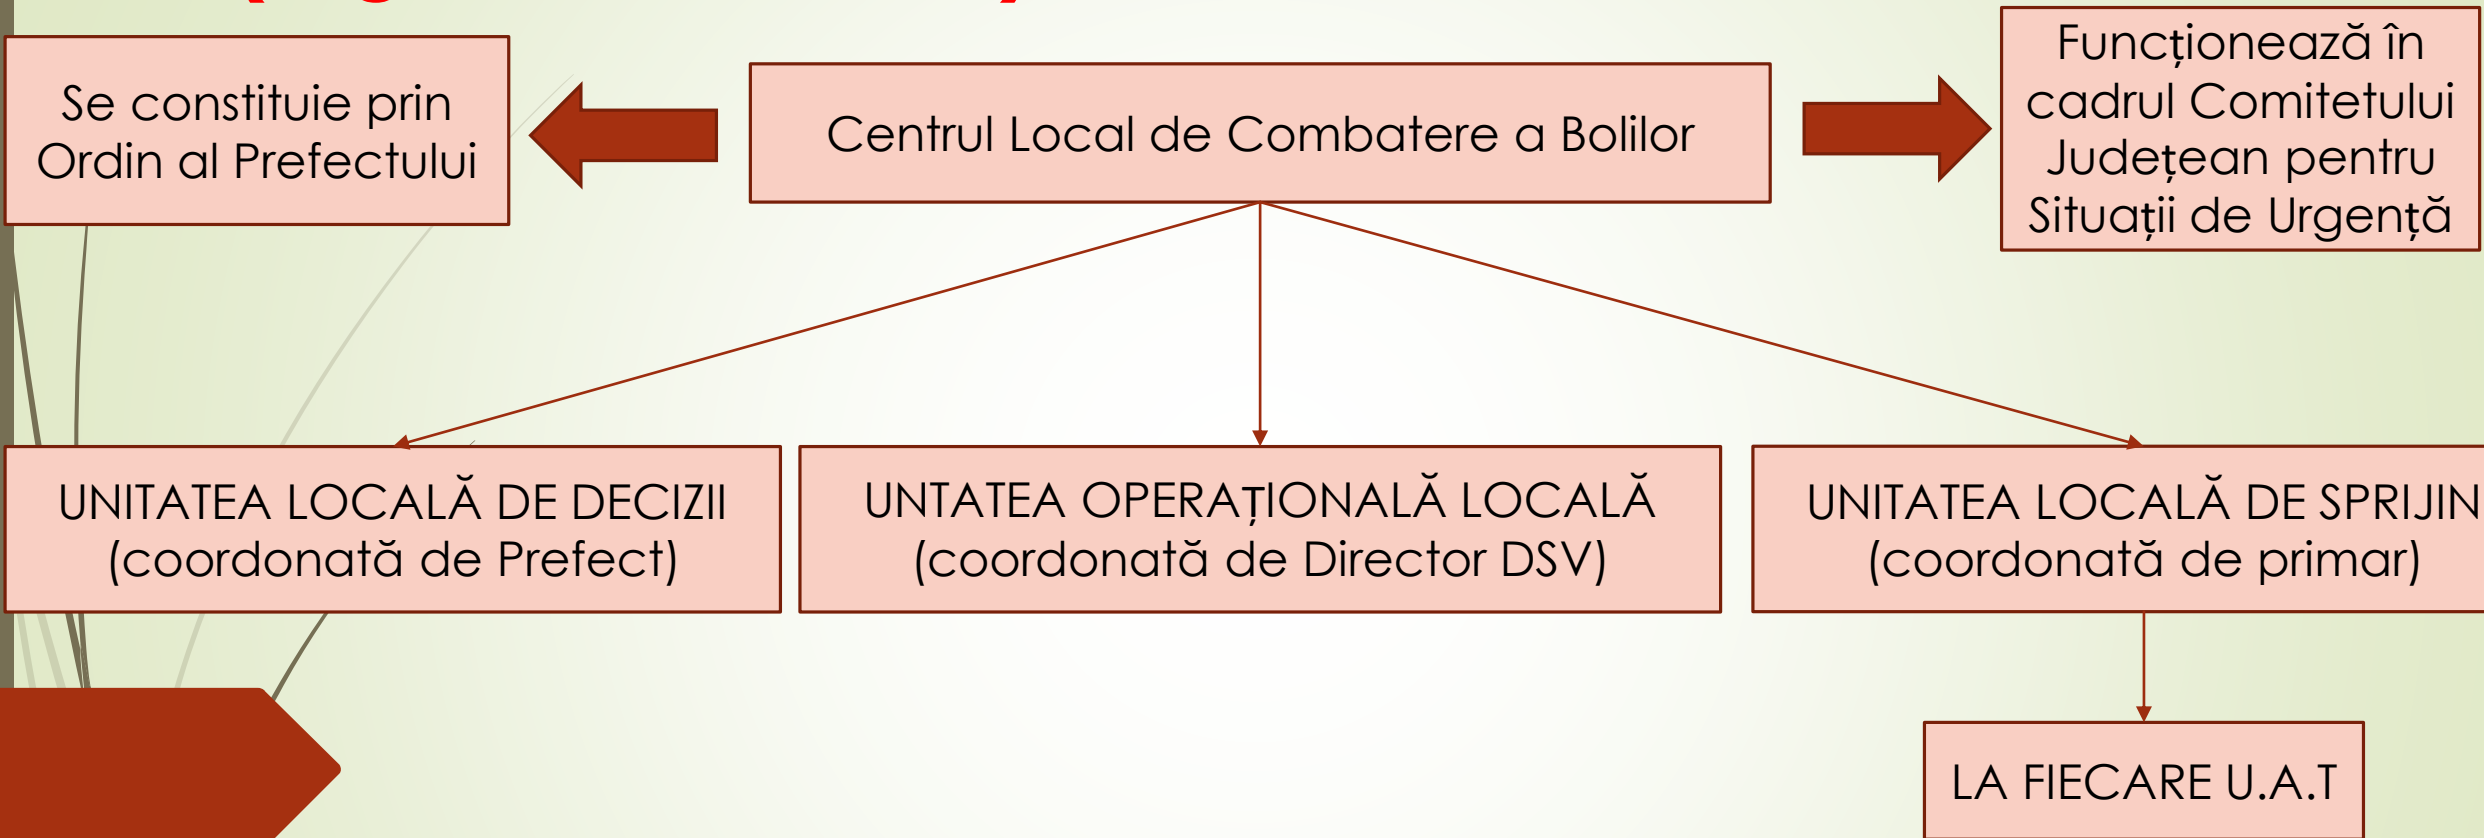 Se constituie prin
Ordin al Prefectului
Centrul Local de Combatere a Bolilor
Funcționează în
cadrul Comitetului
Județean pentru
Situații de Urgență
UNITATEA LOCALĂ DE DECIZII
(coordonată de Prefect)
UNTATEA OPERAȚIONALĂ LOCALĂ
(coordonată de Director DSV)
UNITATEA LOCALĂ DE SPRIJIN
(coordonată de primar)
LA FIECARE U.A.T